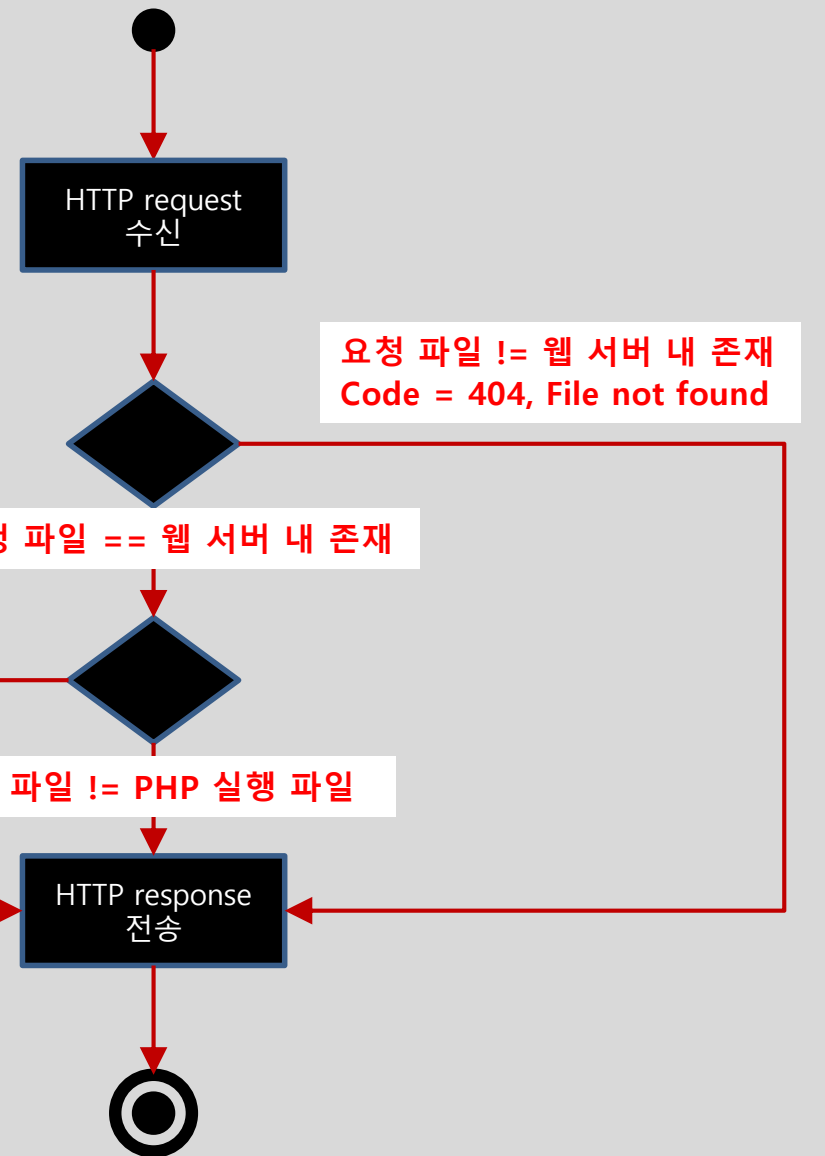 HTTP request
수신
요청 파일 != 웹 서버 내 존재
Code = 404, File not found
파일 == 웹 서버 내 존재
파일 != PHP 실행 파일
HTTP response
전송